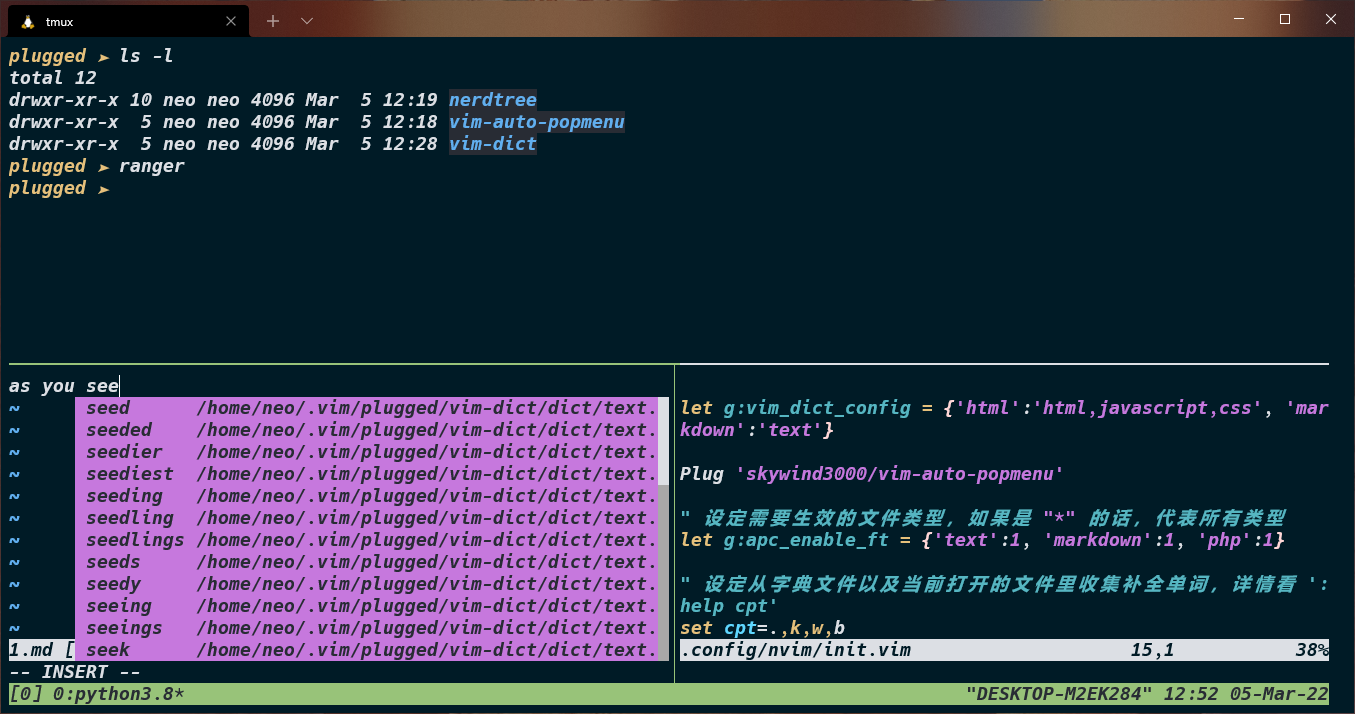 tmux
plugged ► ls -l
total 12
drwxr-xr-x 10 neo neo 4096 Mar  5 12:19 nerdtree
drwxr-xr-x  5 neo neo 4096 Mar  5 12:18 vim-auto-popmenu
drwxr-xr-x  5 neo neo 4096 Mar  5 12:28 vim-dict
plugged ► ranger
plugged ►
as you see
~ seed /home/neo/.vim/plugged/vim-dict/dict/text.
~ seeded /home/neo/.vim/plugged/vim-dict/dict/text.
~ seedier /home/neo/.vim/plugged/vim-dict/dict/text.
~ seediest /home/neo/.vim/plugged/vim-dict/dict/text.
~ seeding /home/neo/.vim/plugged/vim-dict/dict/text.
~ seedling /home/neo/.vim/plugged/vim-dict/dict/text.
~ seedlings /home/neo/.vim/plugged/vim-dict/dict/text.
~ seeds /home/neo/.vim/plugged/vim-dict/dict/text.
~ seedy /home/neo/.vim/plugged/vim-dict/dict/text.
~ seeing /home/neo/.vim/plugged/vim-dict/dict/text.
~ seeings /home/neo/.vim/plugged/vim-dict/dict/text.
1.md [ seek /home/neo/.vim/plugged/vim-dict/dict/text.
-- INSERT --
let g:vim_dict_config = {'html':'html,javascript,css', 'mar
kdown':'text'}
Plug 'skywind3000/vim-auto-popmenu'
" 设定需要生效的文件类型，如果是 "*" 的话，代表所有类型
let g:apc_enable_ft = {'text':1, 'markdown':1, 'php':1}
" 设定从字典文件以及当前打开的文件里收集补全单词，详情看 ':
help cpt'
set cpt=.,k,w,b
.config/nvim/init.vim 15,1 38%
[0] 0:python3.8* "DESKTOP-M2EK284" 12:52 05-Mar-22